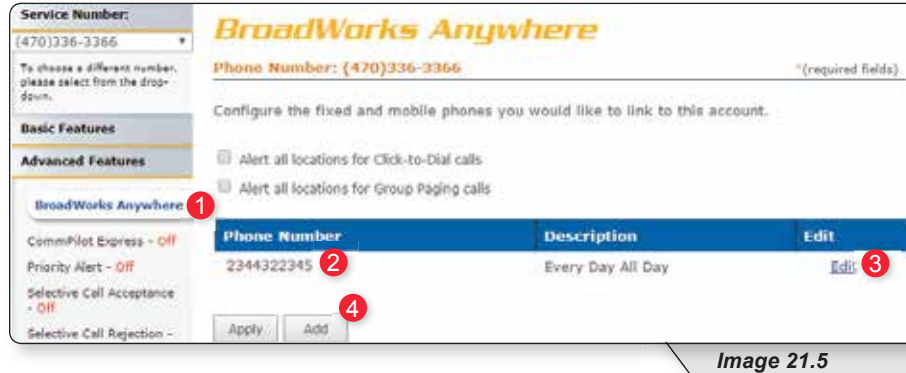 Service Number:
(470)336-3366
To choose a different number,
please select from the drop-
down.
Basic Features
Advanced Features
BroadWorks Anywhere 1
CommPilot Express - Off
Priority Alert - Off
Selective Call Acceptance
- Off
Selective Call Rejection -
BroadWorks Anywhere
Phone Number: (470)336-3366 *(required fields)
Configure the fixed and mobile phones you would like to link to this account.
Alert all locations for Click-to-Dial calls
Alert all locations for Group Paging calls
Phone Number Description Edit
2344322345 2 Every Day All Day Edit 3
4
Apply Add
Image 21.5